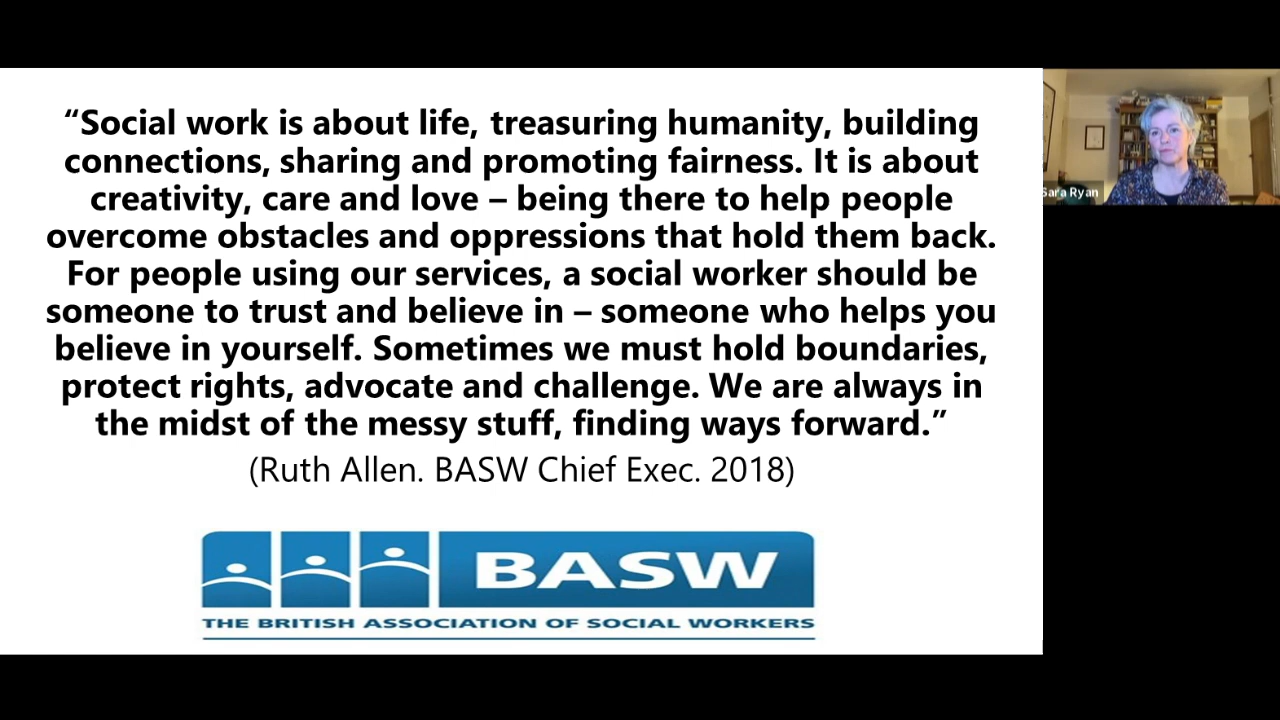 “Social work is about life, treasuring humanity, building
connections, sharing and promoting fairness. It is about
creativity, care and love – being there to help people
overcome obstacles and oppressions that hold them back.
For people using our services, a social worker should be
someone to trust and believe in – someone who helps you
believe in yourself. Sometimes we must hold boundaries,
protect rights, advocate and challenge. We are always in
the midst of the messy stuff, finding ways forward.”
(Ruth Allen. BASW Chief Exec. 2018)
BASW
THE BRITISH ASSOCIATION OF SOCIAL WORKERS
Sara Ryan